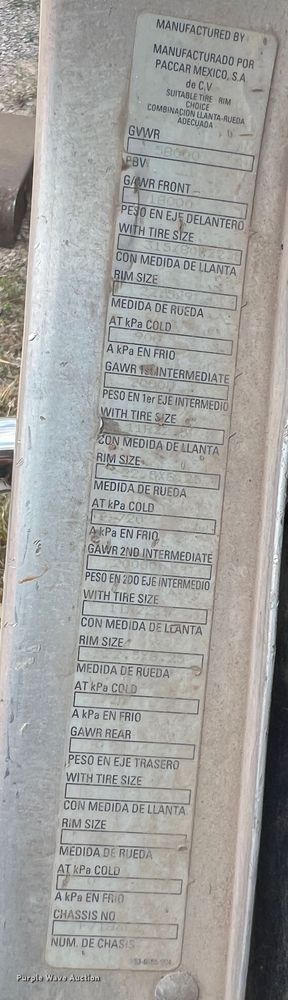 MANUFACTURED BY
MANUFACTURADO POR
PACCAR MEXICO, S.A
de C.V
SUITABLE TIRE RIM
CHOICE
COMBINACION LLANTA-RUEDA
ADECUADA
GVWR
58000
PBV
GAWR FRONT
18000
PESO EN EJE DELANTERO
WITH TIRE SIZE
CON MEDIDA DE LLANTA
RIM SIZE
MEDIDA DE RUEDA
AT kPa COLD
A kPa EN FRIO
GAWR 1st INTERMEDIATE
PESO EN 1er EJE INTERMEDIO
WITH TIRE SIZE
CON MEDIDA DE LLANTA
RIM SIZE
MEDIDA DE RUEDA
AT kPa COLD
A kPa EN FRIO
GAWR 2ND INTERMEDIATE
PESO EN 2DO EJE INTERMEDIO
WITH TIRE SIZE
CON MEDIDA DE LLANTA
RIM SIZE
MEDIDA DE RUEDA
AT kPa COLD
A kPa EN FRIO
GAWR REAR
PESO EN EJE TRASERO
WITH TIRE SIZE
CON MEDIDA DE LLANTA
RIM SIZE
MEDIDA DE RUEDA
AT kPa COLD
A kPa EN FRIO
CHASSIS NO
NUM. DE CHASIS
Purple Wave Auction